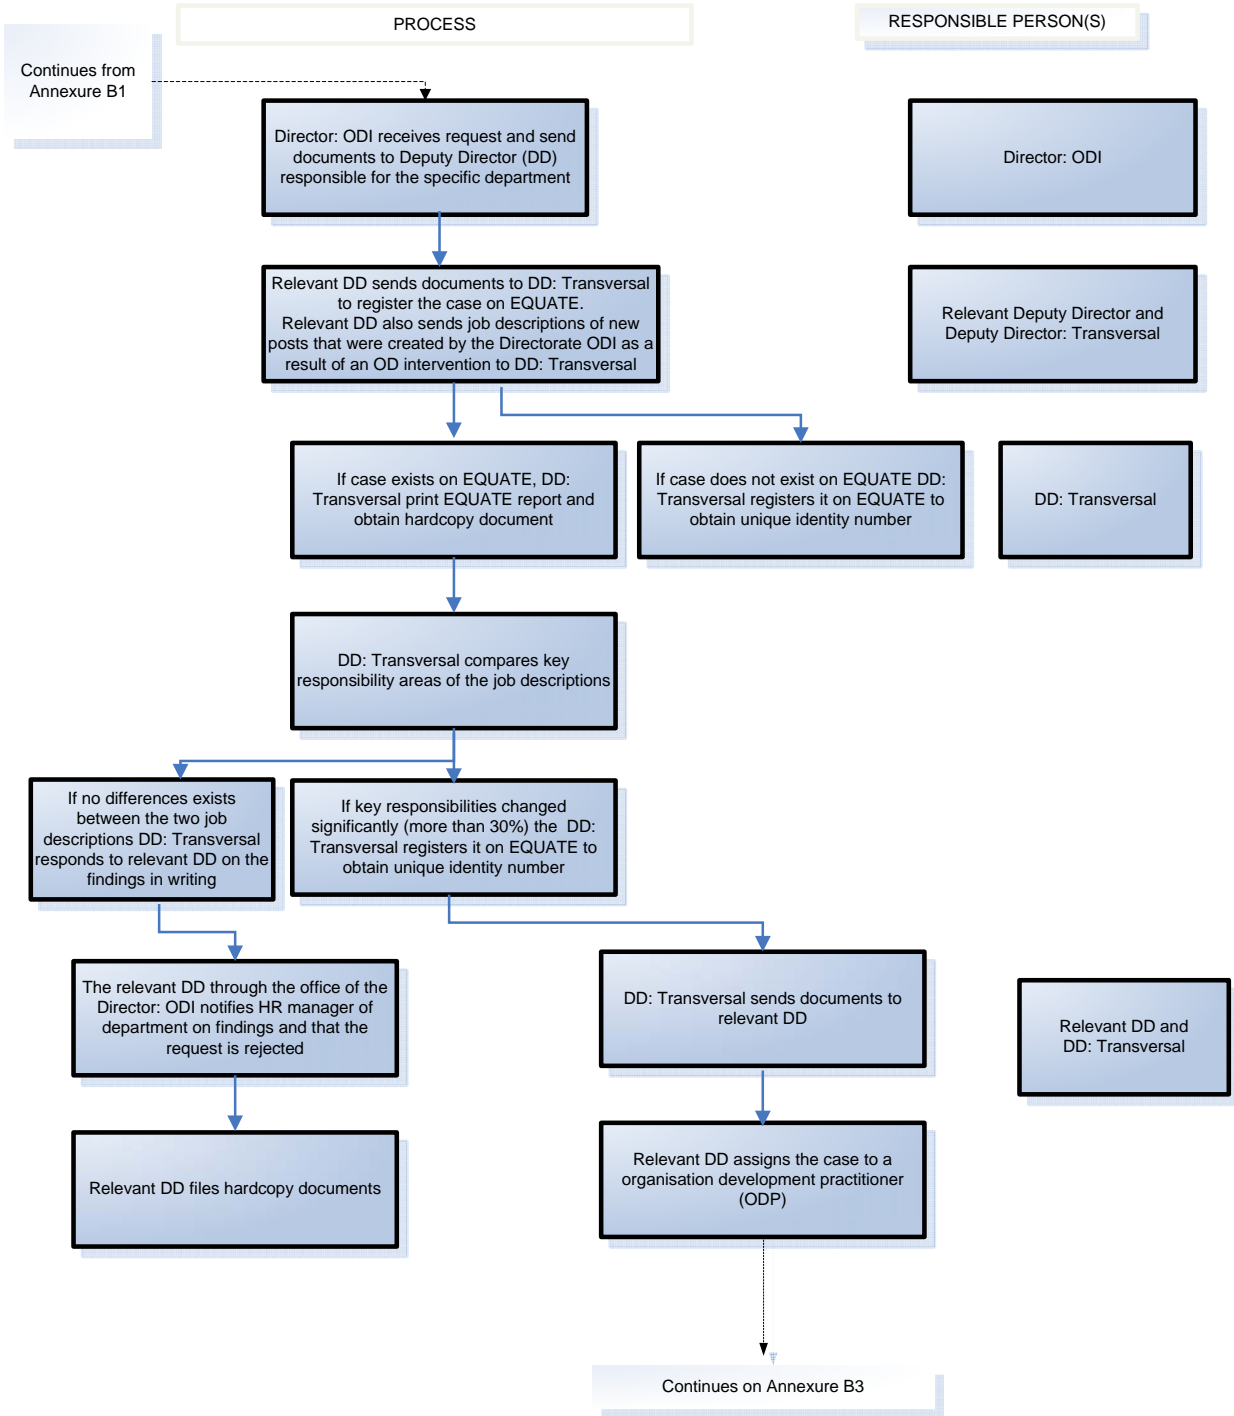 PROCESS
RESPONSIBLE PERSON(S)
Continues from
Annexure B1
Director: ODI receives request and send
documents to Deputy Director (DD)
responsible for the specific department
Director: ODI
Relevant DD sends documents to DD: Transversal
to register the case on EQUATE.
Relevant DD also sends job descriptions of new
posts that were created by the Directorate ODI as a
result of an OD intervention to DD: Transversal
Relevant Deputy Director and
Deputy Director: Transversal
If case exists on EQUATE, DD:
Transversal print EQUATE report and
obtain hardcopy document
If case does not exist on EQUATE DD:
Transversal registers it on EQUATE to
obtain unique identity number
DD: Transversal
DD: Transversal compares key
responsibility areas of the job descriptions
If no differences exists
between the two job
descriptions DD: Transversal
responds to relevant DD on the
findings in writing
If key responsibilities changed
significantly (more than 30%) the DD:
Transversal registers it on EQUATE to
obtain unique identity number
The relevant DD through the office of the
Director: ODI notifies HR manager of
department on findings and that the
request is rejected
DD: Transversal sends documents to
relevant DD
Relevant DD and
DD: Transversal
Relevant DD files hardcopy documents
Relevant DD assigns the case to a
organisation development practitioner
(ODP)
Continues on Annexure B3